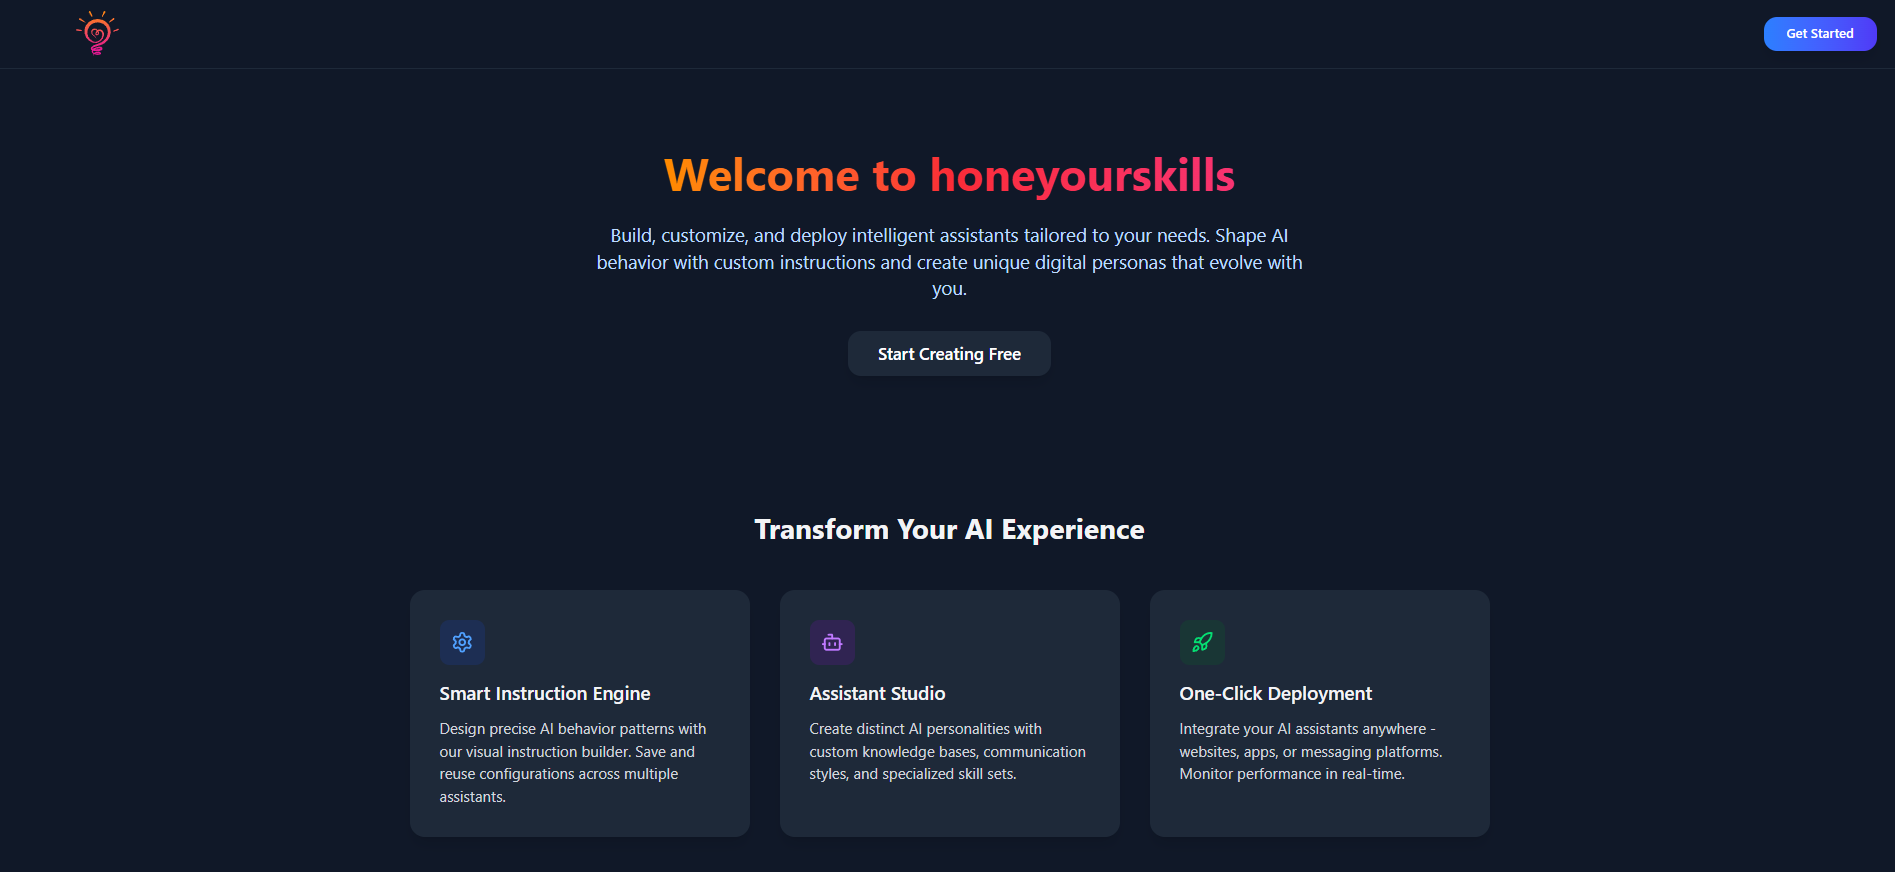 Get Started
Welcome to honeyourskills
Build, customize, and deploy intelligent assistants tailored to your needs. Shape AI
behavior with custom instructions and create unique digital personas that evolve with
you.
Start Creating Free
Transform Your AI Experience
Smart Instruction Engine
Design precise AI behavior patterns with
our visual instruction builder. Save and
reuse configurations across multiple
assistants.
Assistant Studio
Create distinct AI personalities with
custom knowledge bases, communication
styles, and specialized skill sets.
One-Click Deployment
Integrate your AI assistants anywhere -
websites, apps, or messaging platforms.
Monitor performance in real-time.